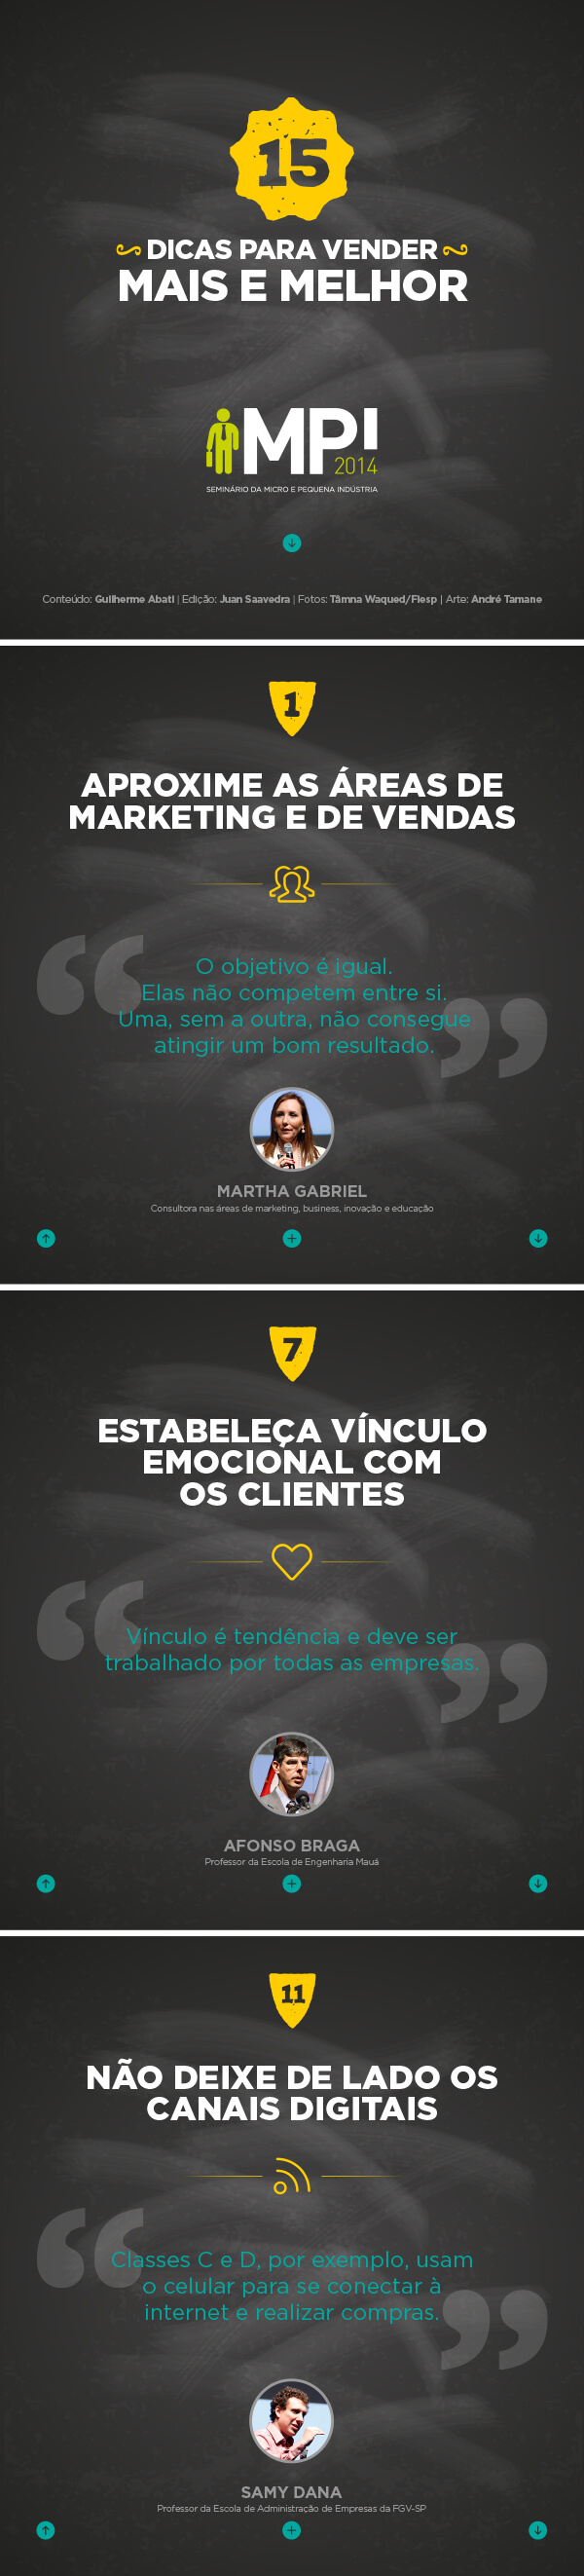 15
DICAS PARA VENDER
MAIS E MELHOR
MPI
2014
SEMINÁRIO DA MICRO E PEQUENA INDÚSTRIA
Conteúdo: Guilherme Abati | Edição: Juan Saavedra | Fotos: Tâmna Waqued/Fiesp | Arte: André Tamane
1
APROXIME AS ÁREAS DE
MARKETING E DE VENDAS
“
O objetivo é igual.
Elas não competem entre si.
Uma, sem a outra, não consegue
atingir um bom resultado.
”
MARTHA GABRIEL
Consultora nas áreas de marketing, business, inovação e educação
7
ESTABELEÇA VÍNCULO
EMOCIONAL COM
OS CLIENTES
“
Vínculo é tendência e deve ser
trabalhado por todas as empresas.
”
AFONSO BRAGA
Professor da Escola de Engenharia Mauá
11
NÃO DEIXE DE LADO OS
CANAIS DIGITAIS
“
Classes C e D, por exemplo, usam
o celular para se conectar à
internet e realizar compras.
”
SAMY DANA
Professor da Escola de Administração de Empresas da FGV-SP